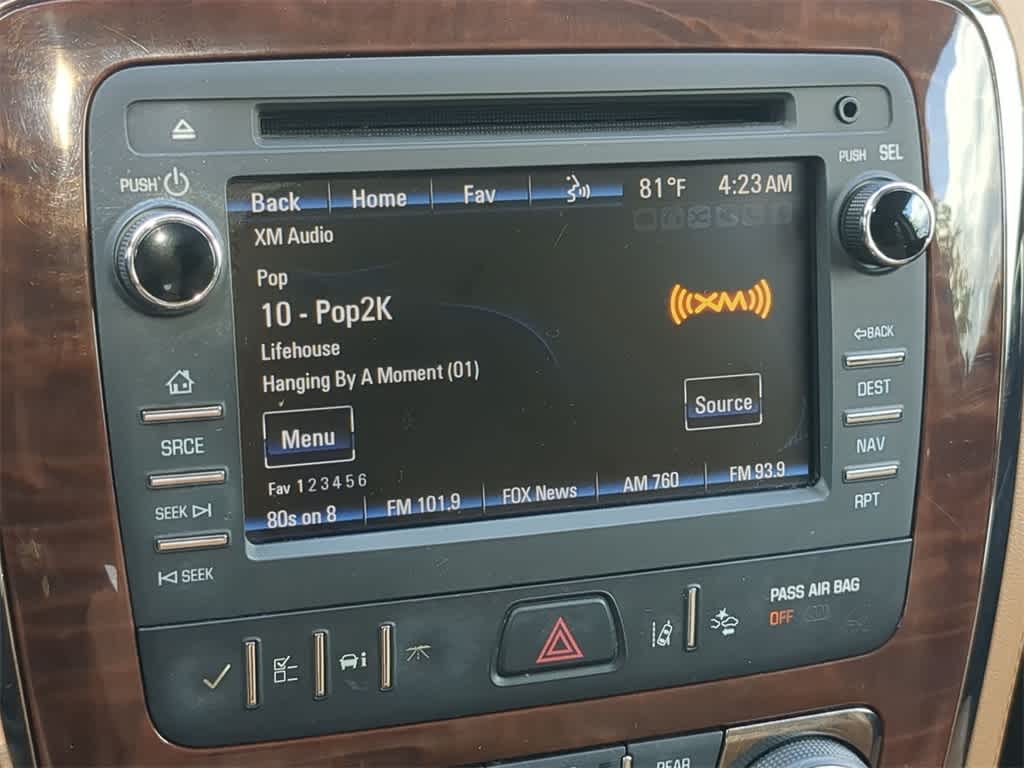 PUSH
PUSH SEL
Back Home Fav 81°F 4:23 AM
XM Audio
Pop
10 - Pop2K
XM
Lifehouse
Hanging By A Moment (01)
Menu
Source
Fav 1 2 3 4 5 6
80s on 8 FM 101.9 FOX News AM 760 FM 93.9
SRCE
SEEK
SEEK
BACK
DEST
NAV
RPT
PASS AIR BAG
OFF
REAR